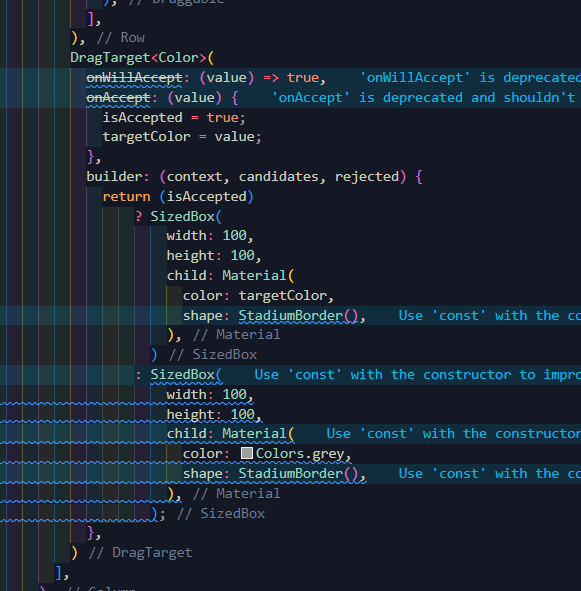 ); // Draggable
],
), // Row
DragTarget<Color>(
onWillAccept: (value) => true, 'onWillAccept' is deprecated
onAccept: (value) { 'onAccept' is deprecated and shouldn't
isAccepted = true;
targetColor = value;
},
builder: (context, candidates, rejected) {
return (isAccepted)
? SizedBox(
width: 100,
height: 100,
child: Material(
color: targetColor,
shape: StadiumBorder(), Use 'const' with the co
), // Material
) // SizedBox
: SizedBox( Use 'const' with the constructor to impro
width: 100,
height: 100,
child: Material( Use 'const' with the constructor
color: Colors.grey,
shape: StadiumBorder(), Use 'const' with the co
), // Material
); // SizedBox
},
) // DragTarget
],
), // Column